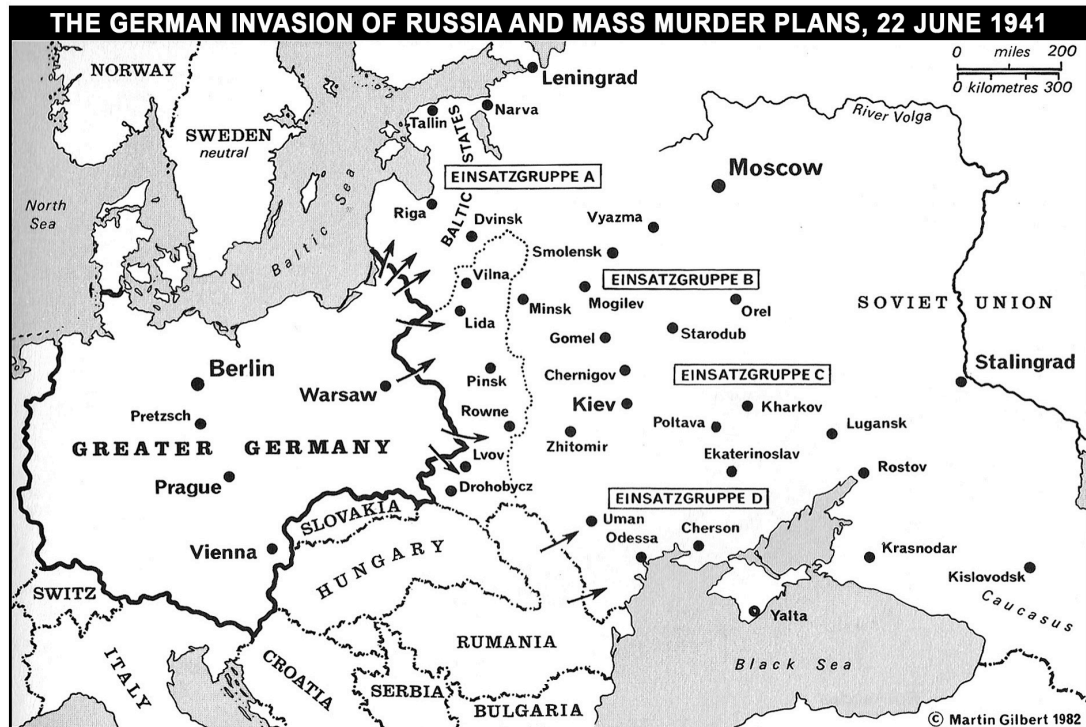 THE GERMAN INVASION OF RUSSIA AND MASS MURDER PLANS, 22 JUNE 1941
0 miles 200
0 kilometres 300
NORWAY
Leningrad
Tallin
Narva
River Volga
SWEDEN
neutral
BALTIC STATES
Moscow
EINSATZGRUPPE A
North
Sea
Baltic Sea
Riga
Dvinsk
Vyazma
Smolensk
Vilna
EINSATZGRUPPE B
Minsk
Mogilev
Orel
SOVIET UNION
Lida
Gomel
Starodub
Berlin
Stalingrad
Warsaw
Pinsk
Chernigov
EINSATZGRUPPE C
Pretzsch
Rowne
Kiev
Kharkov
GREATER GERMANY
Zhitomir
Poltava
Lugansk
Lvov
Ekaterinoslav
Prague
Drohobycz
Rostov
EINSATZGRUPPE D
SLOVAKIA
Uman
Odessa
Cherson
Vienna
HUNGARY
Krasnodar
Kislovodsk
SWITZ
Caucasus
Yalta
RUMANIA
ITALY
CROATIA
Black Sea
SERBIA
BULGARIA
© Martin Gilbert 1982